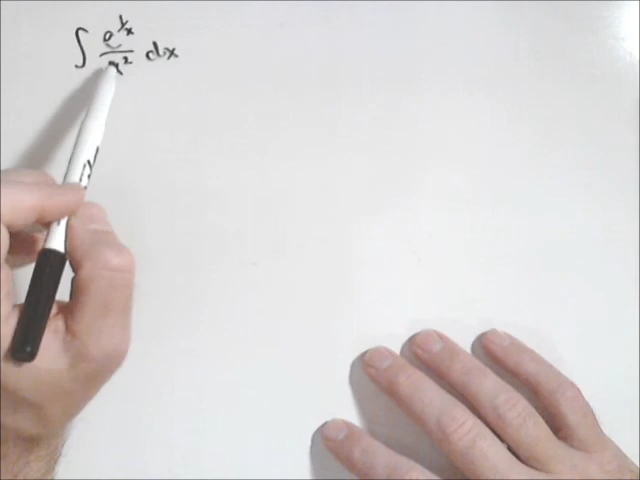 ∫ e^{1/x} / x² dx